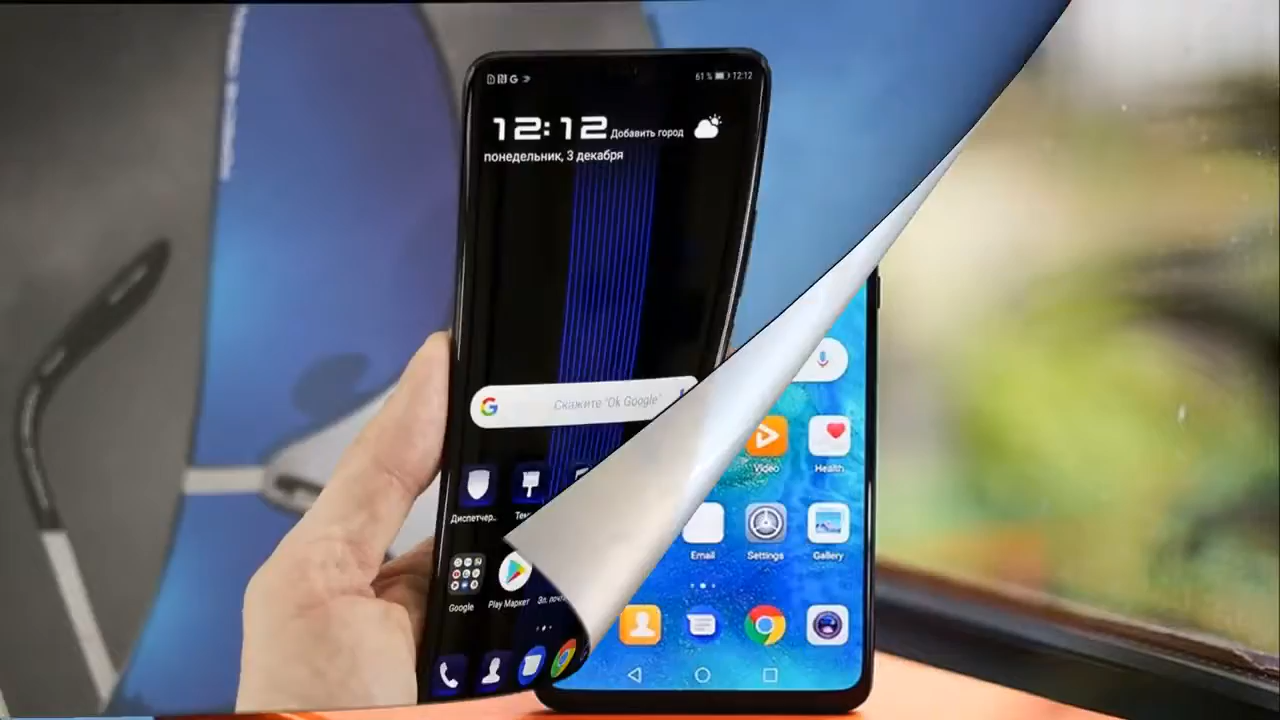 61 % 12:12
12:12 Добавить город
понедельник, 3 декабря
Скажите "Ok Google"
Video
Health
Диспетчер..
Email
Settings
Gallery
Google
Play Маркет